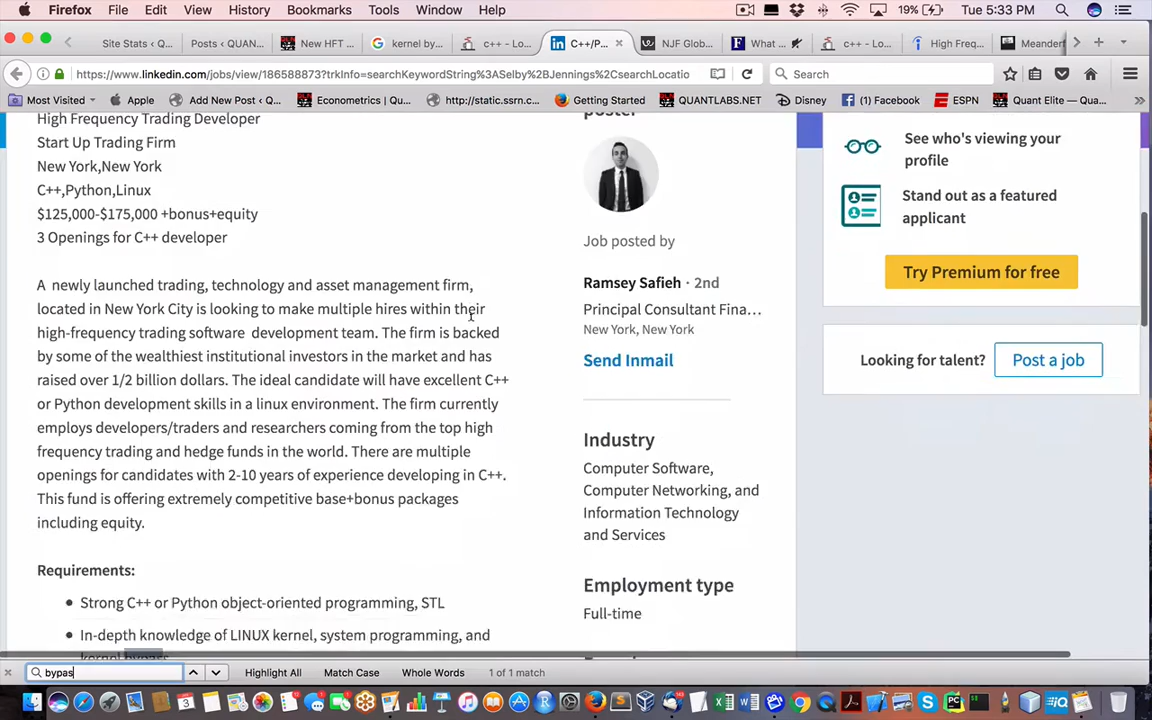 Firefox File Edit View History Bookmarks Tools Window Help 19% Tue 5:33 PM
Site Stats ‹ Q... Posts ‹ QUAN... New HFT ... kernel by... c++ - Lo... C++/P... × NJF Glob... What ... c++ - Lo... High Freq... Meander
https://www.linkedin.com/jobs/view/186588873?trkInfo=searchKeywordString%3ASelby%2BJennings%2CsearchLocatio Search
Most Visited Apple Add New Post ‹ Q... Econometrics | Qu... http://static.ssrn.c... Getting Started QUANTLABS.NET Disney (1) Facebook ESPN Quant Elite — Qua...
High Frequency Trading Developer
Start Up Trading Firm
New York,New York
C++,Python,Linux
$125,000-$175,000 +bonus+equity
3 Openings for C++ developer
A newly launched trading, technology and asset management firm,
located in New York City is looking to make multiple hires within their
high-frequency trading software development team. The firm is backed
by some of the wealthiest institutional investors in the market and has
raised over 1/2 billion dollars. The ideal candidate will have excellent C++
or Python development skills in a linux environment. The firm currently
employs developers/traders and researchers coming from the top high
frequency trading and hedge funds in the world. There are multiple
openings for candidates with 2-10 years of experience developing in C++.
This fund is offering extremely competitive base+bonus packages
including equity.
Requirements:
Strong C++ or Python object-oriented programming, STL
In-depth knowledge of LINUX kernel, system programming, and
kernel bypass
poster
Job posted by
Ramsey Safieh · 2nd
Principal Consultant Fina...
New York, New York
Send Inmail
Industry
Computer Software,
Computer Networking, and
Information Technology
and Services
Employment type
Full-time
See who's viewing your
profile
Stand out as a featured
applicant
Try Premium for free
Looking for talent? Post a job
bypas Highlight All Match Case Whole Words 1 of 1 match